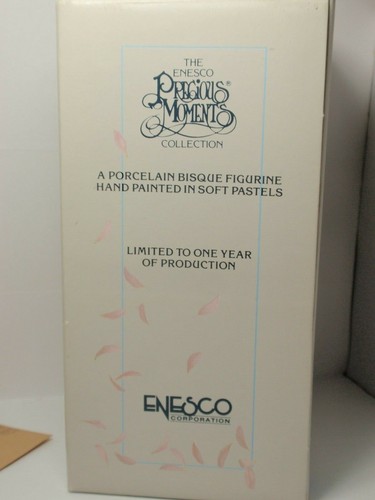 THE
ENESCO
PRECIOUS®
MOMENTS
COLLECTION
A PORCELAIN BISQUE FIGURINE
HAND PAINTED IN SOFT PASTELS
LIMITED TO ONE YEAR
OF PRODUCTION
ENESCO
CORPORATION